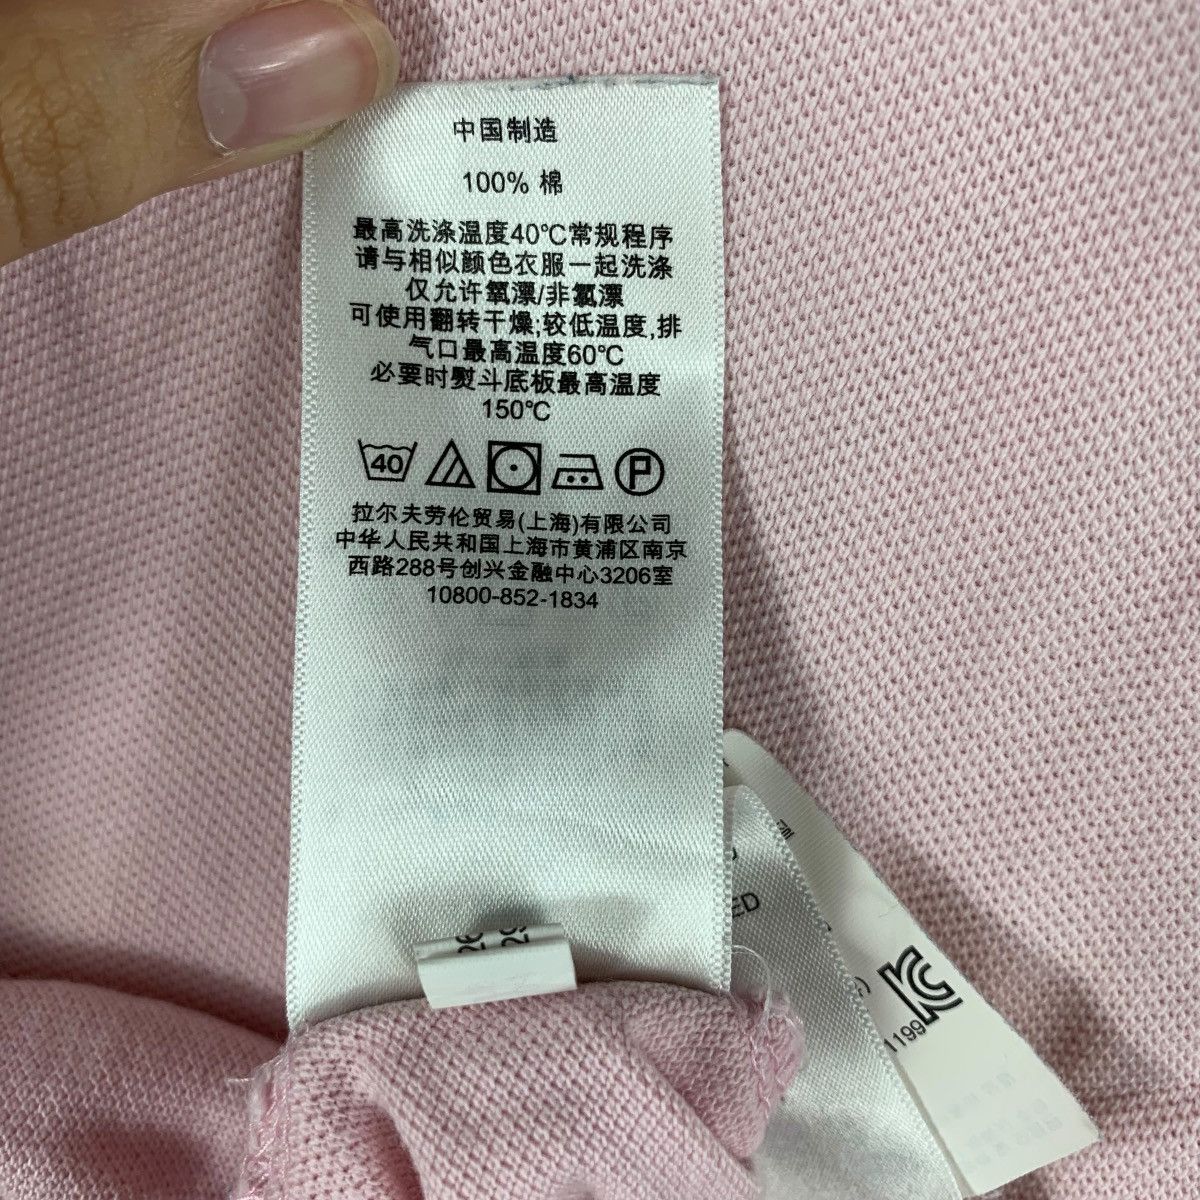 中国制造
100% 棉
最高洗涤温度40℃常规程序
请与相似颜色衣服一起洗涤
仅允许氧漂/非氯漂
可使用翻转干燥;较低温度,排
气口最高温度60℃
必要时熨斗底板最高温度
150℃
40 P
拉尔夫劳伦贸易(上海)有限公司
中华人民共和国上海市黄浦区南京
西路288号创兴金融中心3206室
10800-852-1834
ED
1199